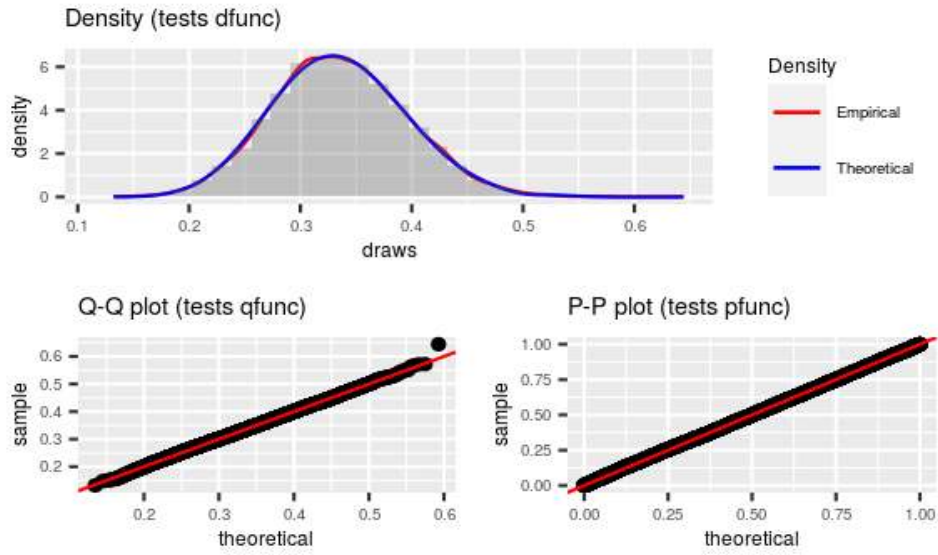 Density (tests dfunc)
density
6
4
2
0
0.1 0.2 0.3 0.4 0.5 0.6
draws
Density
Empirical
Theoretical
Q-Q plot (tests qfunc)
sample
0.6
0.5
0.4
0.3
0.2
0.2 0.3 0.4 0.5 0.6
theoretical
P-P plot (tests pfunc)
sample
1.00
0.75
0.50
0.25
0.00
0.00 0.25 0.50 0.75 1.00
theoretical